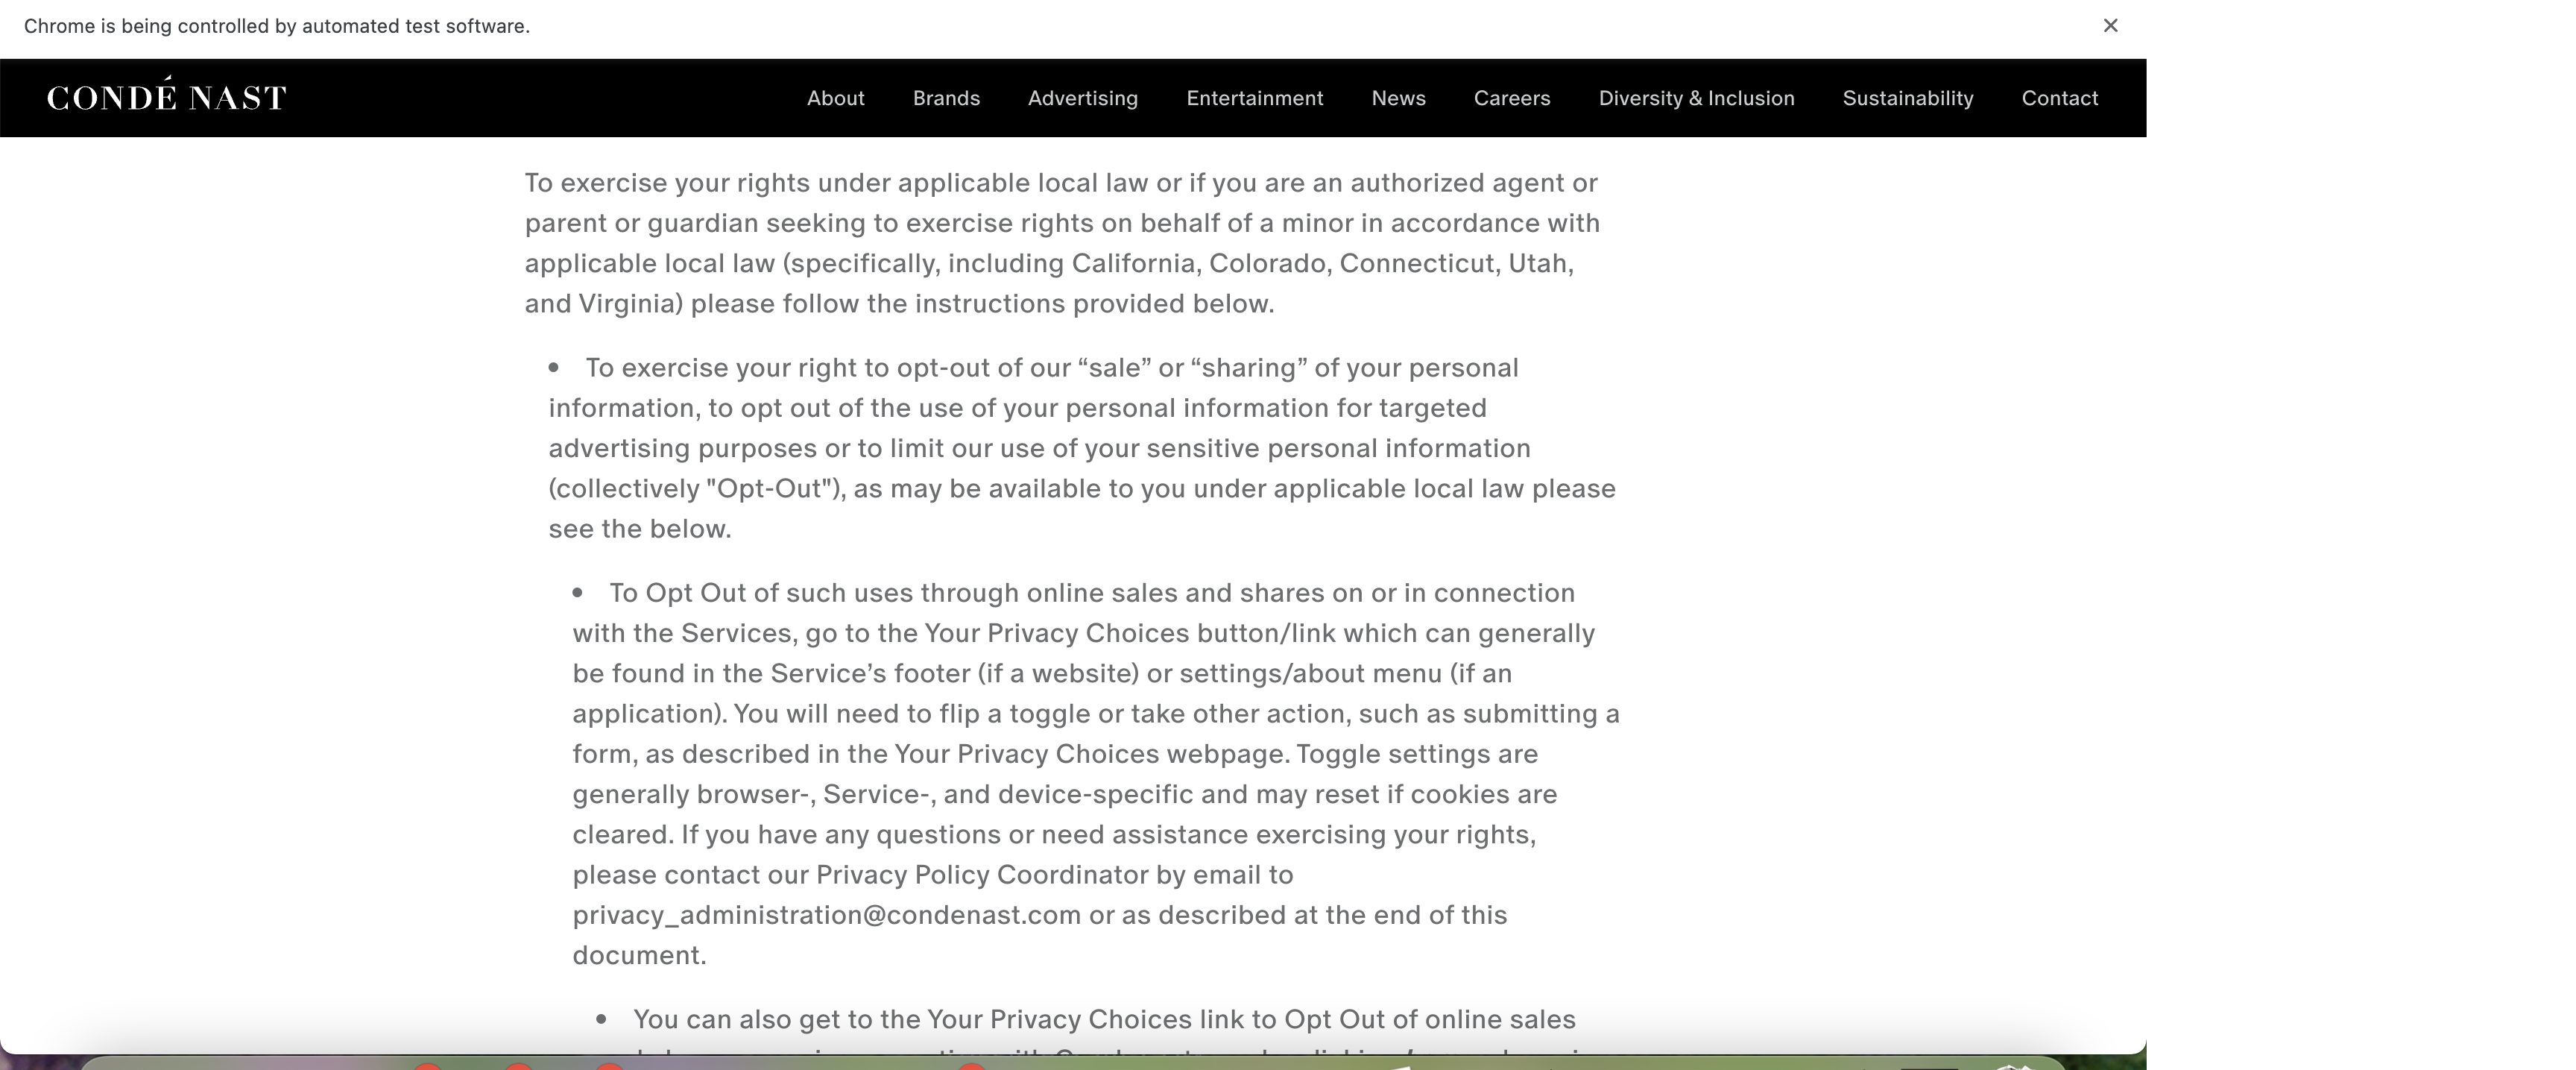 Chrome is being controlled by automated test software.
CONDÉ NAST
About Brands Advertising Entertainment News Careers Diversity & Inclusion Sustainability Contact
To exercise your rights under applicable local law or if you are an authorized agent or
parent or guardian seeking to exercise rights on behalf of a minor in accordance with
applicable local law (specifically, including California, Colorado, Connecticut, Utah,
and Virginia) please follow the instructions provided below.
• To exercise your right to opt-out of our “sale” or “sharing” of your personal
information, to opt out of the use of your personal information for targeted
advertising purposes or to limit our use of your sensitive personal information
(collectively "Opt-Out"), as may be available to you under applicable local law please
see the below.
• To Opt Out of such uses through online sales and shares on or in connection
with the Services, go to the Your Privacy Choices button/link which can generally
be found in the Service’s footer (if a website) or settings/about menu (if an
application). You will need to flip a toggle or take other action, such as submitting a
form, as described in the Your Privacy Choices webpage. Toggle settings are
generally browser-, Service-, and device-specific and may reset if cookies are
cleared. If you have any questions or need assistance exercising your rights,
please contact our Privacy Policy Coordinator by email to
privacy_administration@condenast.com or as described at the end of this
document.
• You can also get to the Your Privacy Choices link to Opt Out of online sales